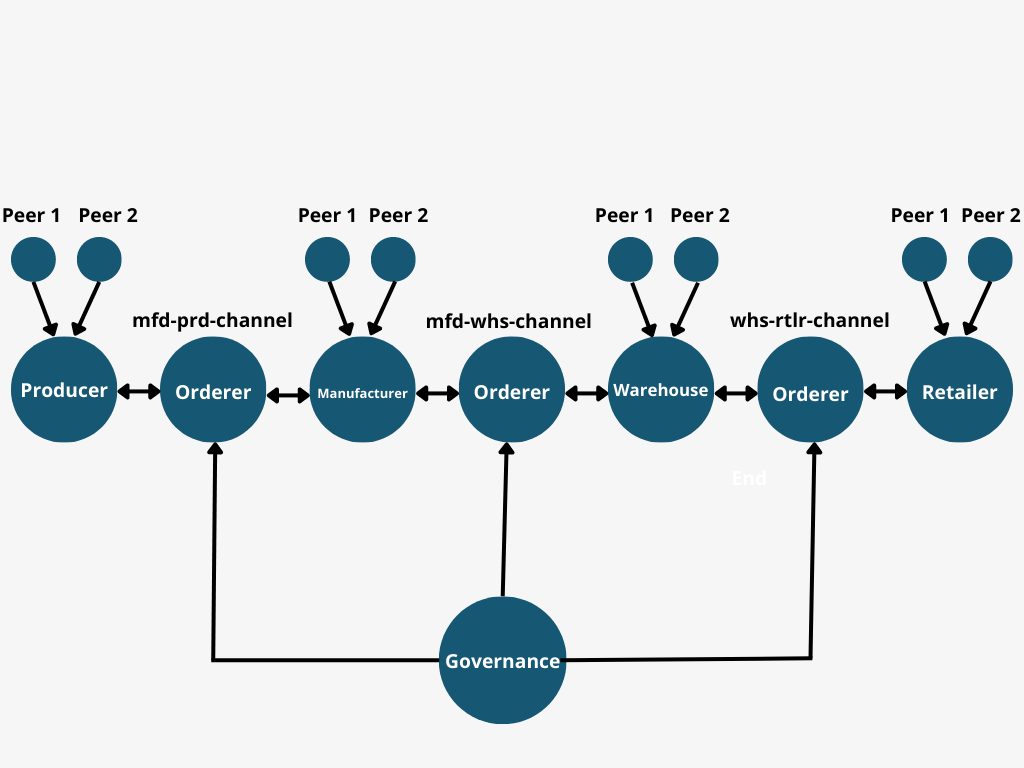 Peer 1 Peer 2 Peer 1 Peer 2 Peer 1 Peer 2 Peer 1 Peer 2
mfd-prd-channel mfd-whs-channel whs-rtlr-channel
Producer Orderer Manufacturer Orderer Warehouse Orderer Retailer
End
Governance